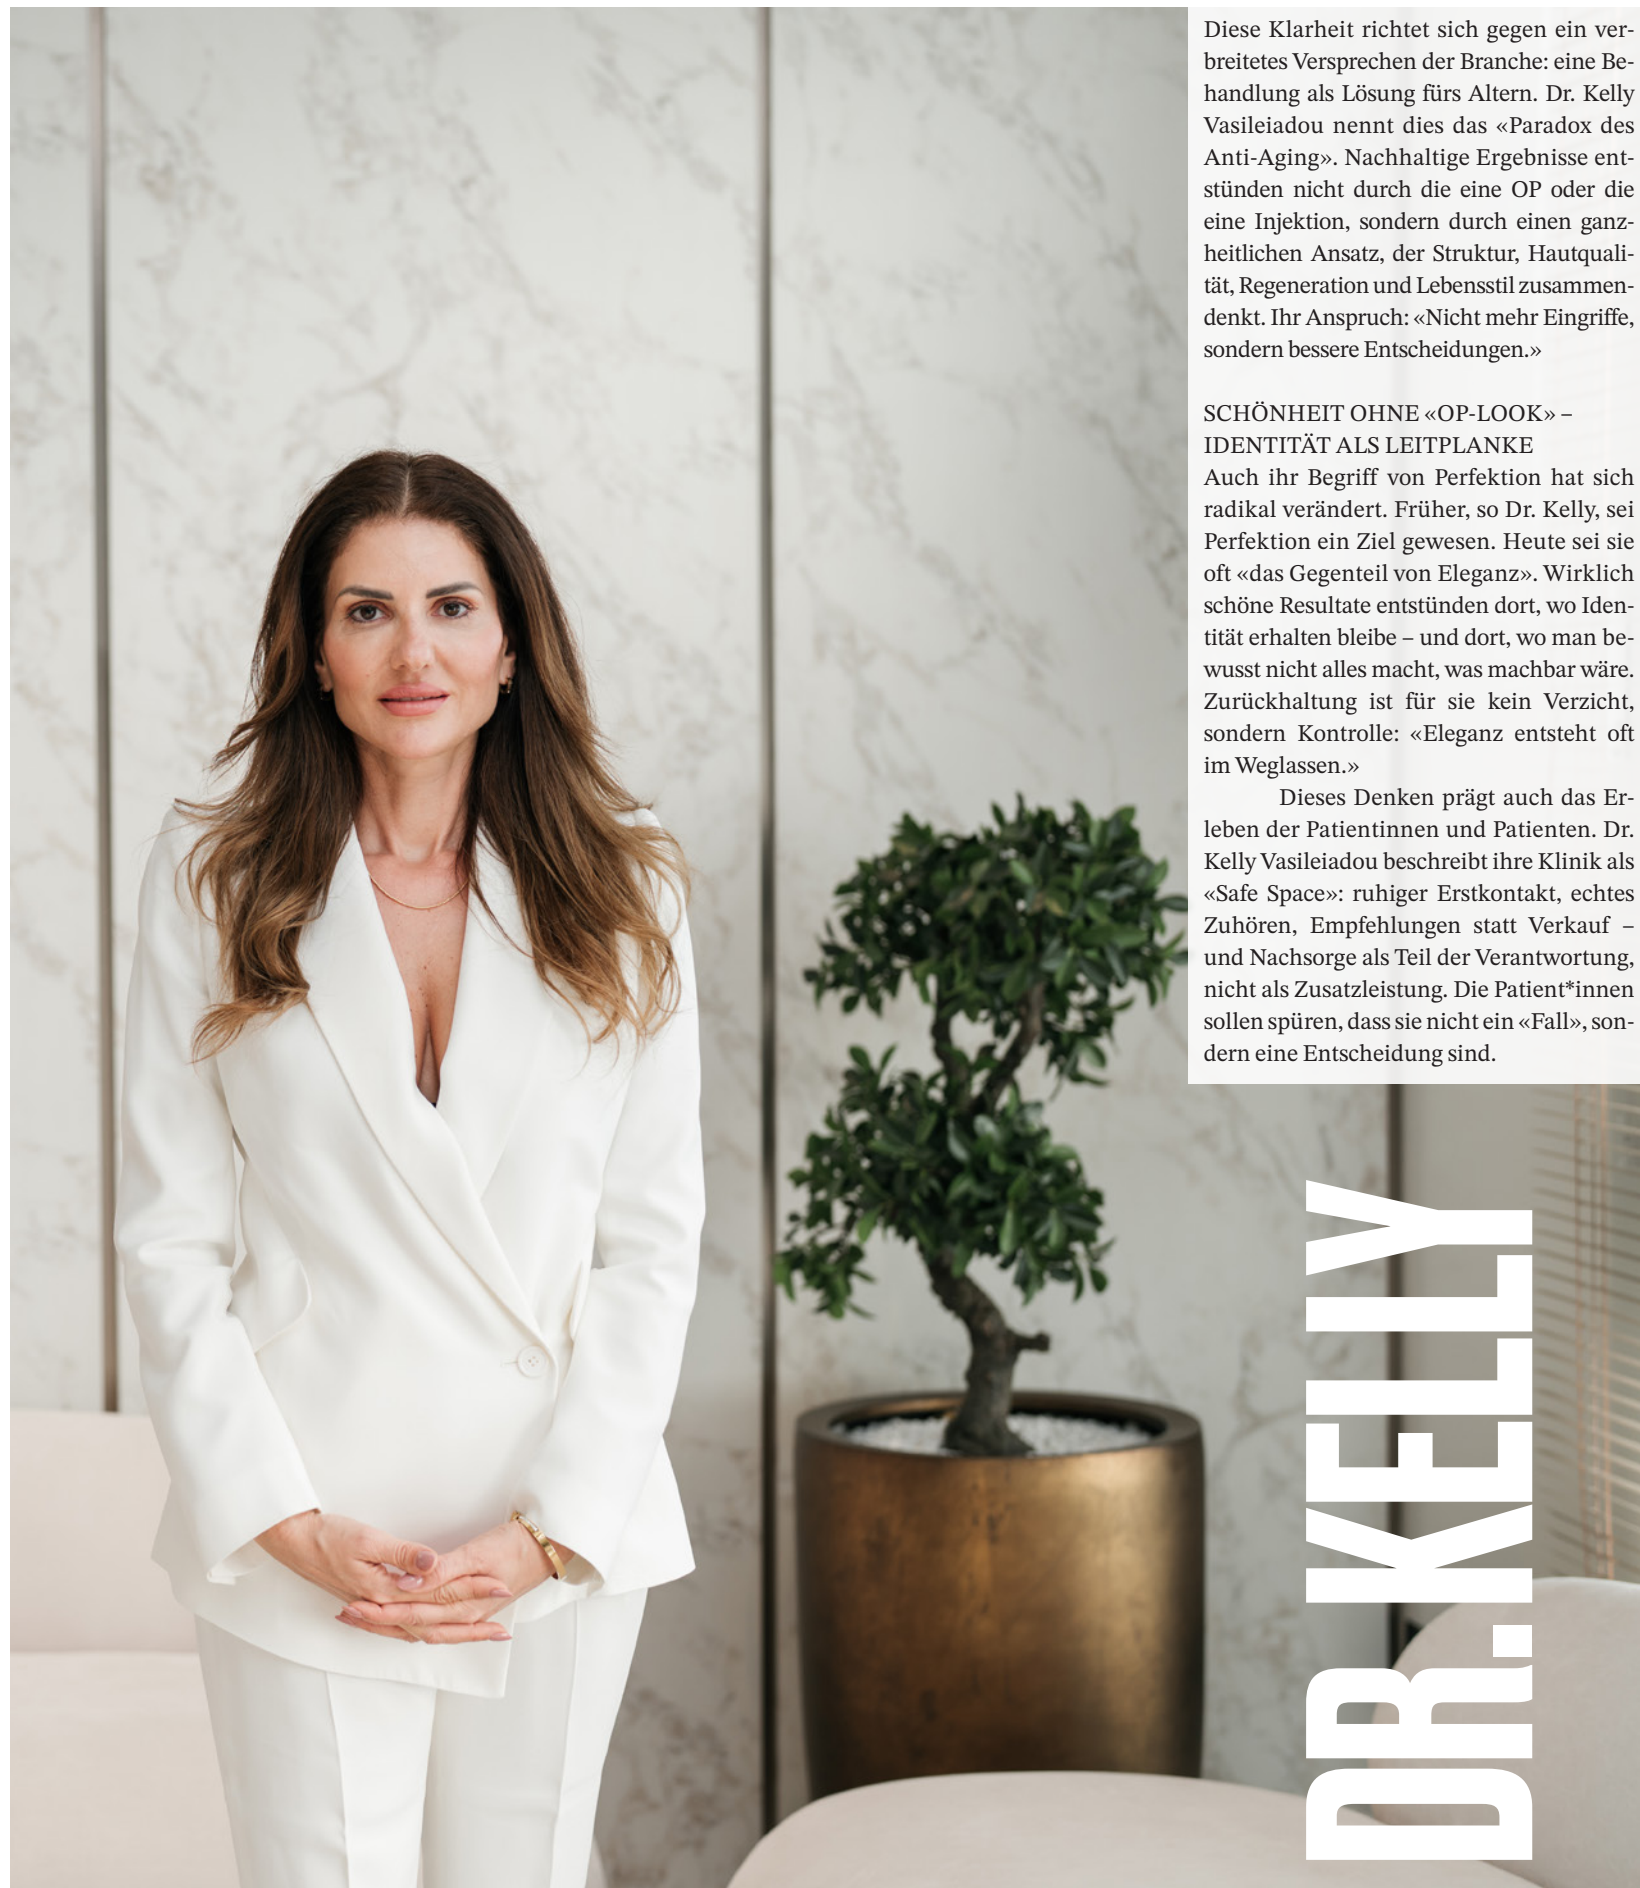 Diese Klarheit richtet sich gegen ein ver-
breitetes Versprechen der Branche: eine Be-
handlung als Lösung fürs Altern. Dr. Kelly
Vasileiadou nennt dies das «Paradox des
Anti-Aging». Nachhaltige Ergebnisse ent-
stünden nicht durch die eine OP oder die
eine Injektion, sondern durch einen ganz-
heitlichen Ansatz, der Struktur, Hautquali-
tät, Regeneration und Lebensstil zusammen-
denkt. Ihr Anspruch: «Nicht mehr Eingriffe,
sondern bessere Entscheidungen.»
SCHÖNHEIT OHNE «OP-LOOK» –
IDENTITÄT ALS LEITPLANKE
Auch ihr Begriff von Perfektion hat sich
radikal verändert. Früher, so Dr. Kelly, sei
Perfektion ein Ziel gewesen. Heute sei sie
oft «das Gegenteil von Eleganz». Wirklich
schöne Resultate entstünden dort, wo Iden-
tität erhalten bleibe – und dort, wo man be-
wusst nicht alles macht, was machbar wäre.
Zurückhaltung ist für sie kein Verzicht,
sondern Kontrolle: «Eleganz entsteht oft
im Weglassen.»
Dieses Denken prägt auch das Er-
leben der Patientinnen und Patienten. Dr.
Kelly Vasileiadou beschreibt ihre Klinik als
«Safe Space»: ruhiger Erstkontakt, echtes
Zuhören, Empfehlungen statt Verkauf –
und Nachsorge als Teil der Verantwortung,
nicht als Zusatzleistung. Die Patient*innen
sollen spüren, dass sie nicht ein «Fall», son-
dern eine Entscheidung sind.
DR.KELLY